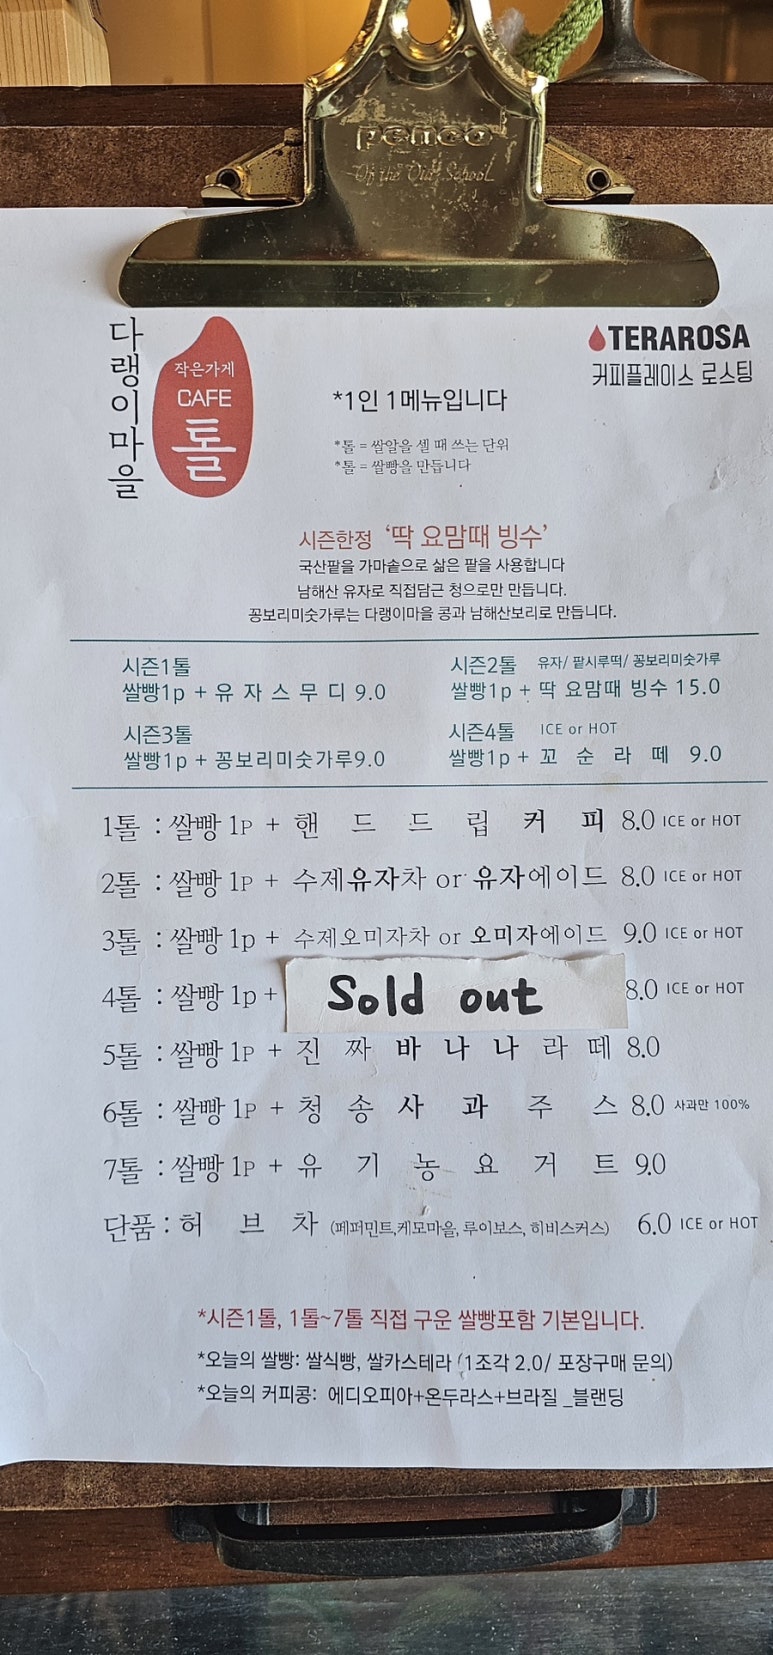 penco
Of the Old School
다랭이마을
작은가게
CAFE
톨
TERAROSA
커피플레이스 로스팅
*1인 1메뉴입니다
*톨 = 쌀알을 셀 때 쓰는 단위
*톨 = 쌀빵을 만듭니다
시즌한정 ‘딱 요맘때 빙수’
국산팥을 가마솥으로 삶은 팥을 사용합니다
남해산 유자로 직접담근 청으로만 만듭니다.
꽁보리미숫가루는 다랭이마을 콩과 남해산보리로 만듭니다.
시즌1톨
쌀빵1p + 유 자 스 무 디 9.0
시즌2톨 유자/ 팥시루떡/ 꽁보리미숫가루
쌀빵1p + 딱 요맘때 빙수 15.0
시즌3톨
쌀빵1p + 꽁보리미숫가루9.0
시즌4톨 ICE or HOT
쌀빵1p + 꼬 순 라 떼 9.0
1톨 : 쌀빵 1P + 핸 드 드 립 커 피 8.0 ICE or HOT
2톨 : 쌀빵 1P + 수제유자차 or 유자에이드 8.0 ICE or HOT
3톨 : 쌀빵 1p + 수제오미자차 or 오미자에이드 9.0 ICE or HOT
4톨 : 쌀빵 1p + Sold out 8.0 ICE or HOT
5톨 : 쌀빵 1P + 진 짜 바 나 나 라 떼 8.0
6톨 : 쌀빵 1P + 청 송 사 과 주 스 8.0 사과만 100%
7톨 : 쌀빵 1P + 유 기 농 요 거 트 9.0
단품 : 허 브 차 (페퍼민트,케모마을, 루이보스, 히비스커스) 6.0 ICE or HOT
*시즌1톨, 1톨~7톨 직접 구운 쌀빵포함 기본입니다.
*오늘의 쌀빵: 쌀식빵, 쌀카스테라 (1조각 2.0/ 포장구매 문의)
*오늘의 커피콩: 에디오피아+온두라스+브라질 _블랜딩